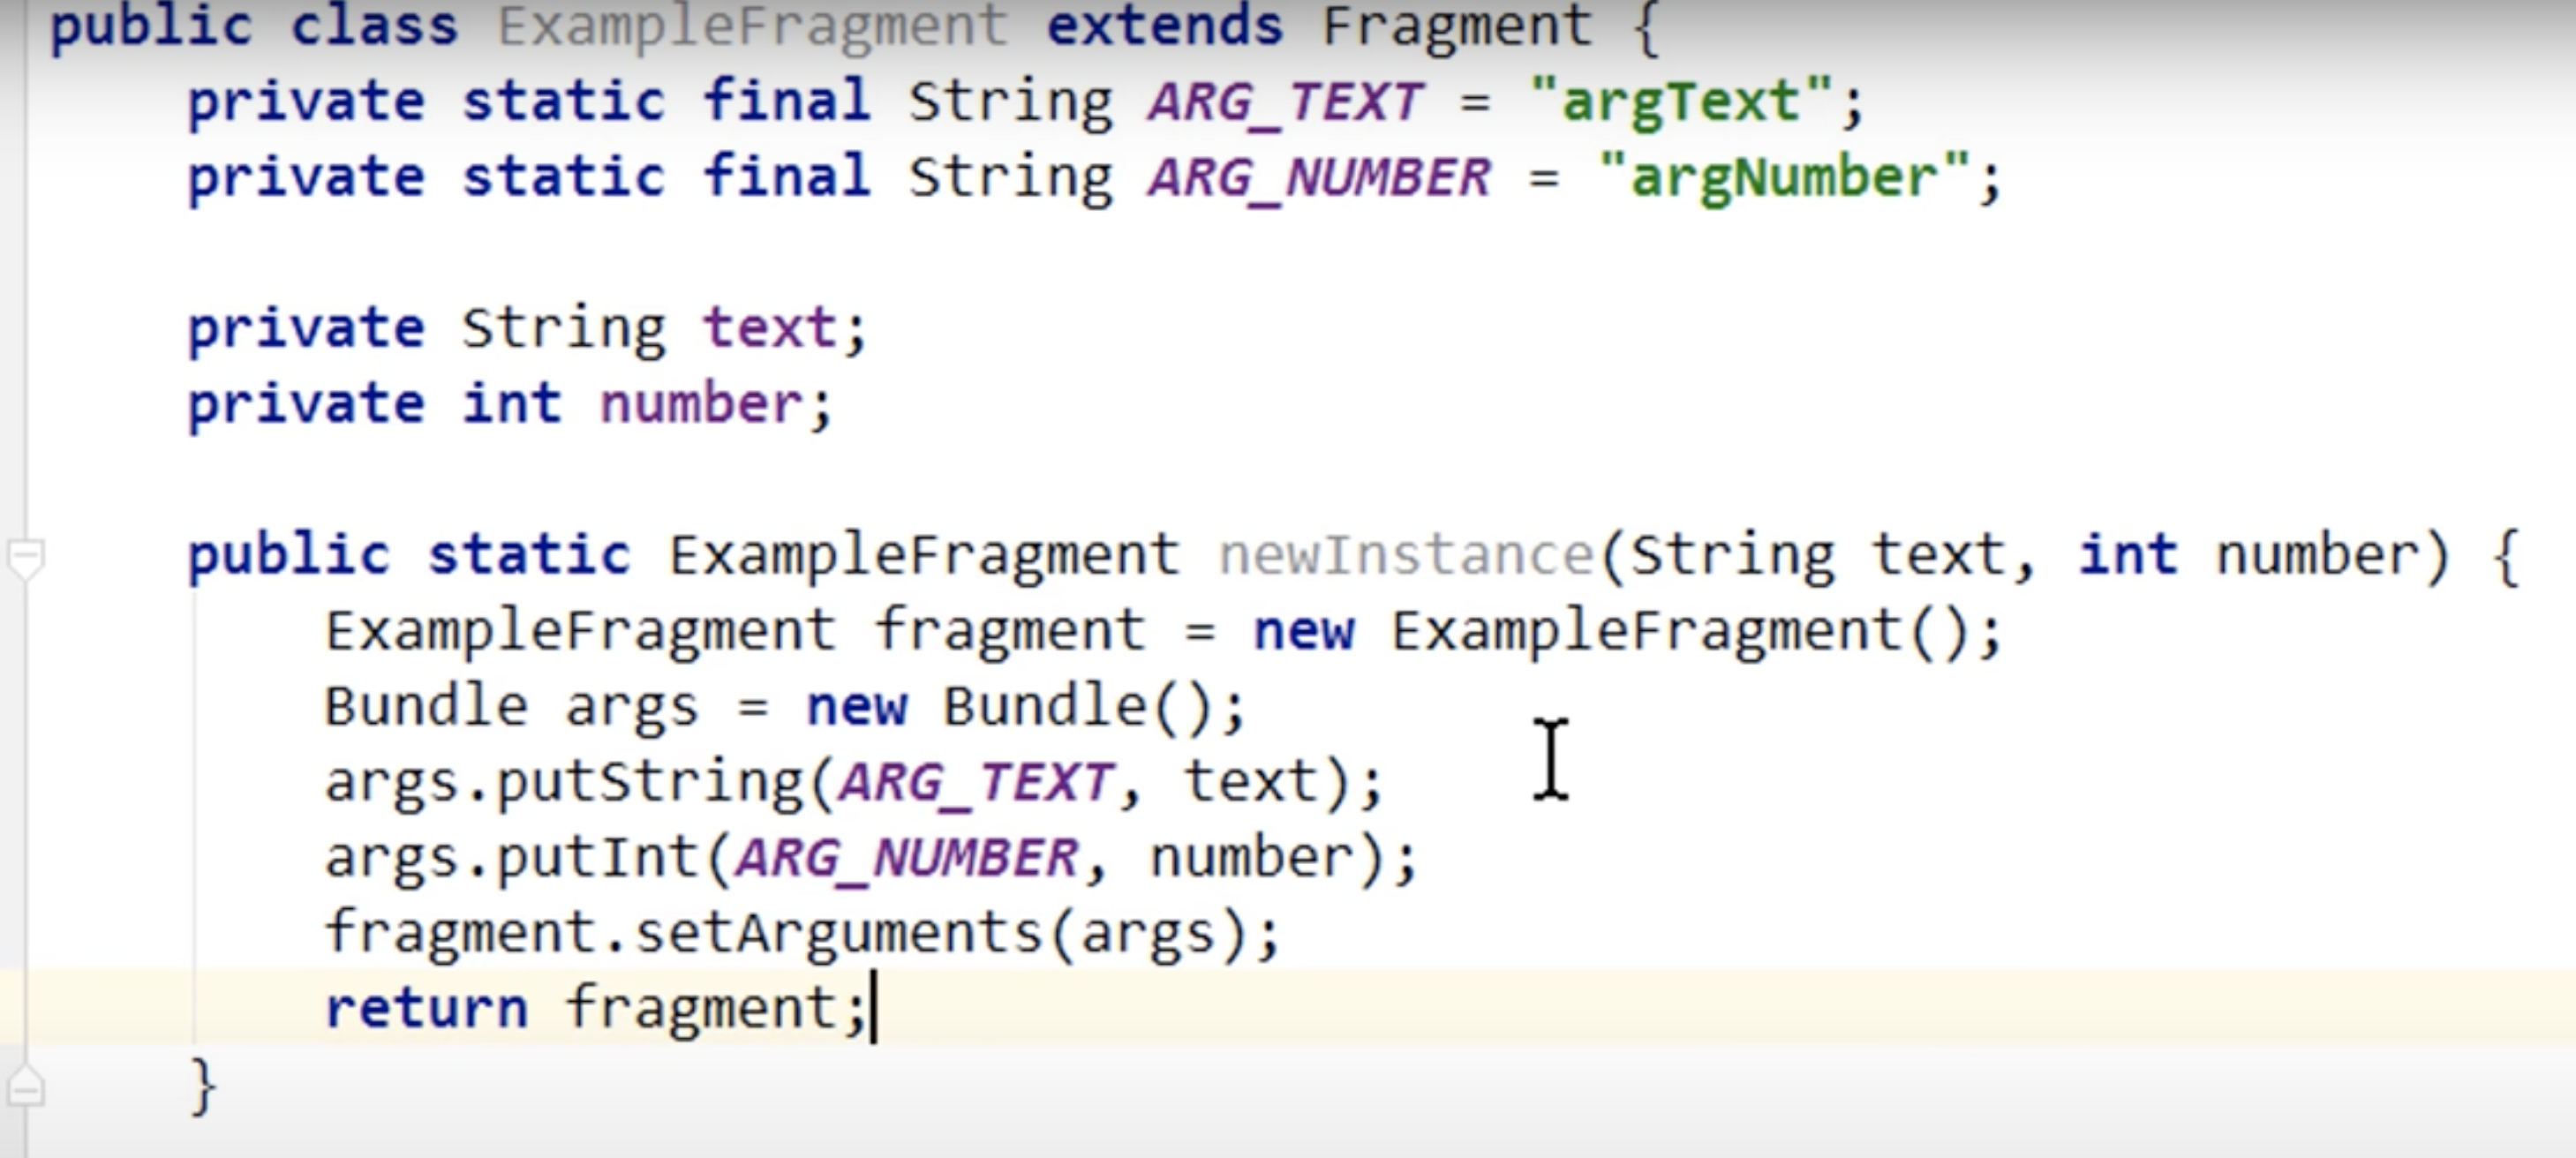 public class ExampleFragment extends Fragment {
private static final String ARG_TEXT = "argText";
private static final String ARG_NUMBER = "argNumber";
private String text;
private int number;
public static ExampleFragment newInstance(String text, int number) {
ExampleFragment fragment = new ExampleFragment();
Bundle args = new Bundle();
args.putString(ARG_TEXT, text);
args.putInt(ARG_NUMBER, number);
fragment.setArguments(args);
return fragment;
}